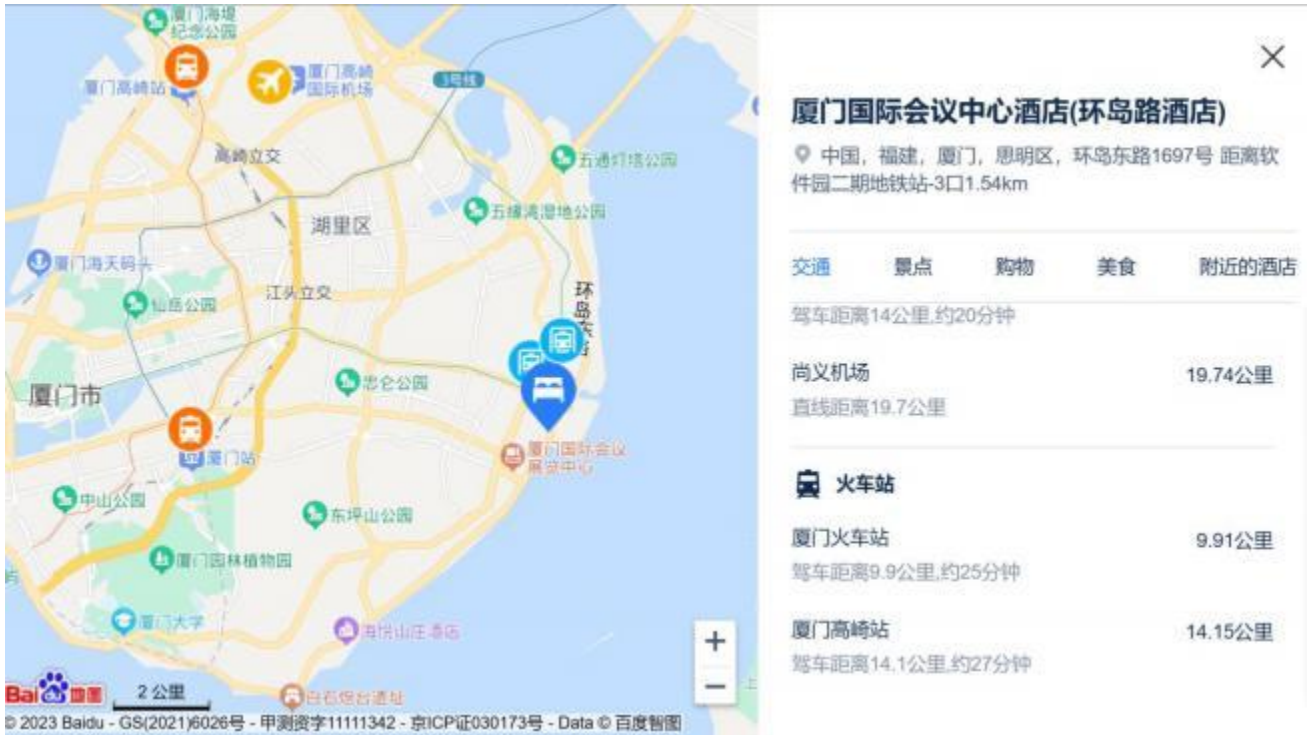 厦门海堤
纪念公园
厦门高崎站
厦门高崎
国际机场
3号线
高崎立交
五通灯塔公园
五缘湾湿地公园
湖里区
厦门海天码头
仙岳公园
江头立交
环岛东路
忠仑公园
厦门市
厦门国际会议
展览中心
厦门站
中山公园
东坪山公园
厦门园林植物园
厦门大学
海悦山庄酒店
白石炮台遗址
Bai du 地图
2 公里
© 2023 Baidu - GS(2021)6026号 - 甲测资字11111342 - 京ICP证030173号 - Data © 百度智图
+
−
×
厦门国际会议中心酒店(环岛路酒店)
中国，福建，厦门，思明区，环岛东路1697号 距离软
件园二期地铁站-3口1.54km
交通 景点 购物 美食 附近的酒店
驾车距离14公里,约20分钟
尚义机场 19.74公里
直线距离19.7公里
火车站
厦门火车站 9.91公里
驾车距离9.9公里,约25分钟
厦门高崎站 14.15公里
驾车距离14.1公里,约27分钟